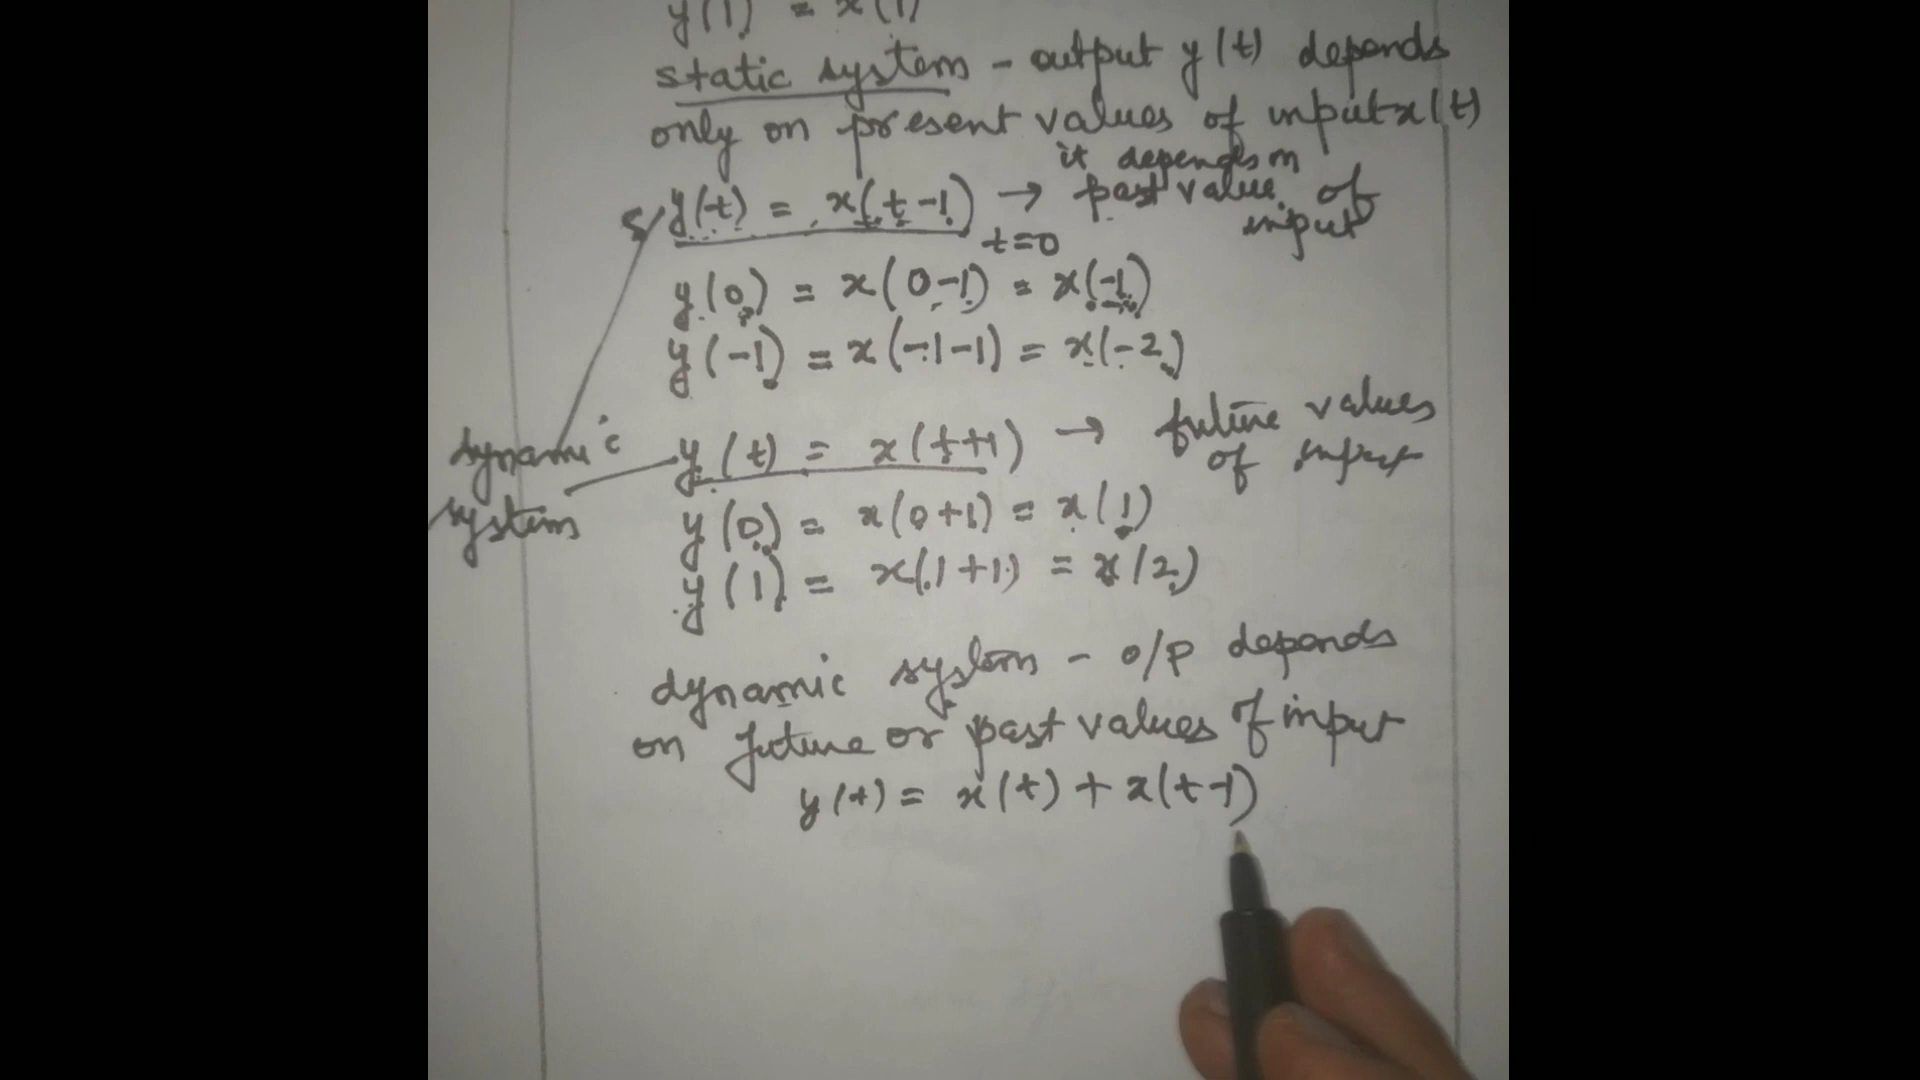 y(1) = x(1)
static system - output y(t) depends
only on present values of input x(t)
it depends on
y(t) = x(t-1) → past value of
input
t=0
y(0) = x(0-1) = x(-1)
y(-1) = x(-1-1) = x(-2)
dynamic
system
y(t) = x(t+1) → future values
of input
y(0) = x(0+1) = x(1)
y(1) = x(1+1) = x(2)
dynamic system - o/p depends
on future or past values of input
y(t) = x(t) + x(t-1)